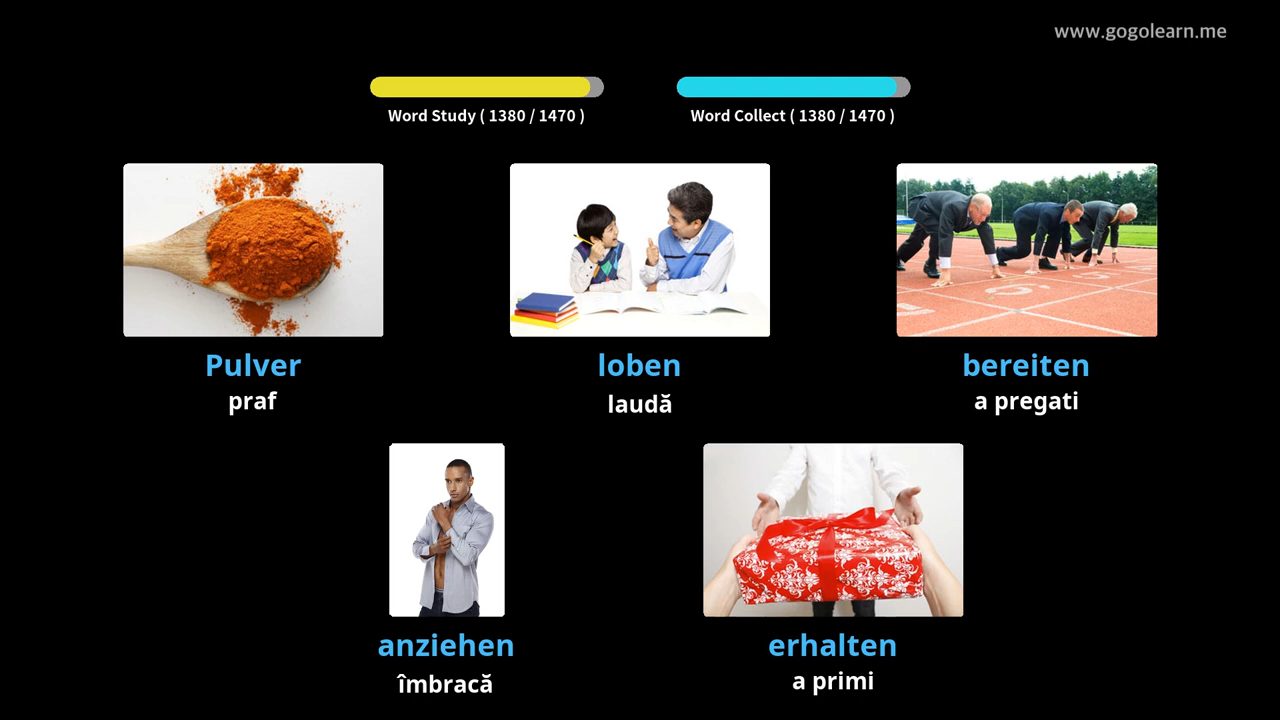 www.gogolearn.me
Word Study ( 1380 / 1470 )
Word Collect ( 1380 / 1470 )
Pulver
praf
loben
laudă
bereiten
a pregati
anziehen
îmbracă
erhalten
a primi